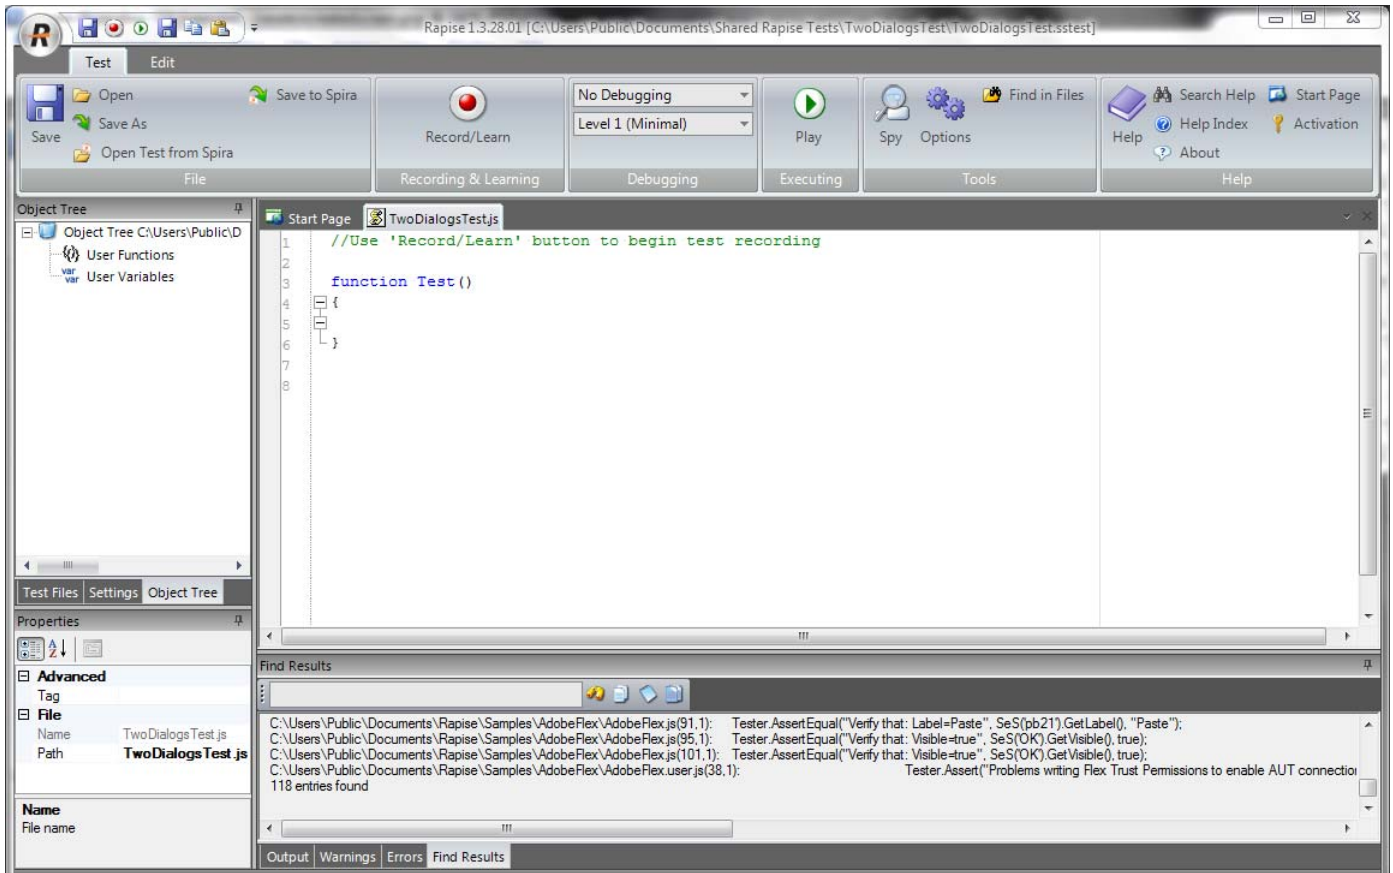 Rapise 1.3.28.01 [C:\Users\Public\Documents\Shared Rapise Tests\TwoDialogsTest\TwoDialogsTest.sstest]
Test Edit
Save
Open
Save As
Open Test from Spira
Save to Spira
File
Record/Learn
Recording & Learning
No Debugging
Level 1 (Minimal)
Debugging
Play
Executing
Spy
Options
Find in Files
Tools
Help
Search Help
Help Index
About
Start Page
Activation
Help
Object Tree
Object Tree C:\Users\Public\D
User Functions
var
var User Variables
Test Files Settings Object Tree
Start Page TwoDialogsTest.js
1 //Use 'Record/Learn' button to begin test recording
2
3 function Test()
4 {
5
6 }
7
8
Properties
Advanced
Tag
File
Name TwoDialogsTest.js
Path TwoDialogsTest.js
Name
File name
Find Results
C:\Users\Public\Documents\Rapise\Samples\AdobeFlex\AdobeFlex.js(91,1): Tester.AssertEqual("Verify that: Label=Paste", SeS('pb21').GetLabel(), "Paste");
C:\Users\Public\Documents\Rapise\Samples\AdobeFlex\AdobeFlex.js(95,1): Tester.AssertEqual("Verify that: Visible=true", SeS('OK').GetVisible(), true);
C:\Users\Public\Documents\Rapise\Samples\AdobeFlex\AdobeFlex.js(101,1): Tester.AssertEqual("Verify that: Visible=true", SeS('OK').GetVisible(), true);
C:\Users\Public\Documents\Rapise\Samples\AdobeFlex\AdobeFlex.user.js(38,1): Tester.Assert("Problems writing Flex Trust Permissions to enable AUT connection
118 entries found
Output Warnings Errors Find Results